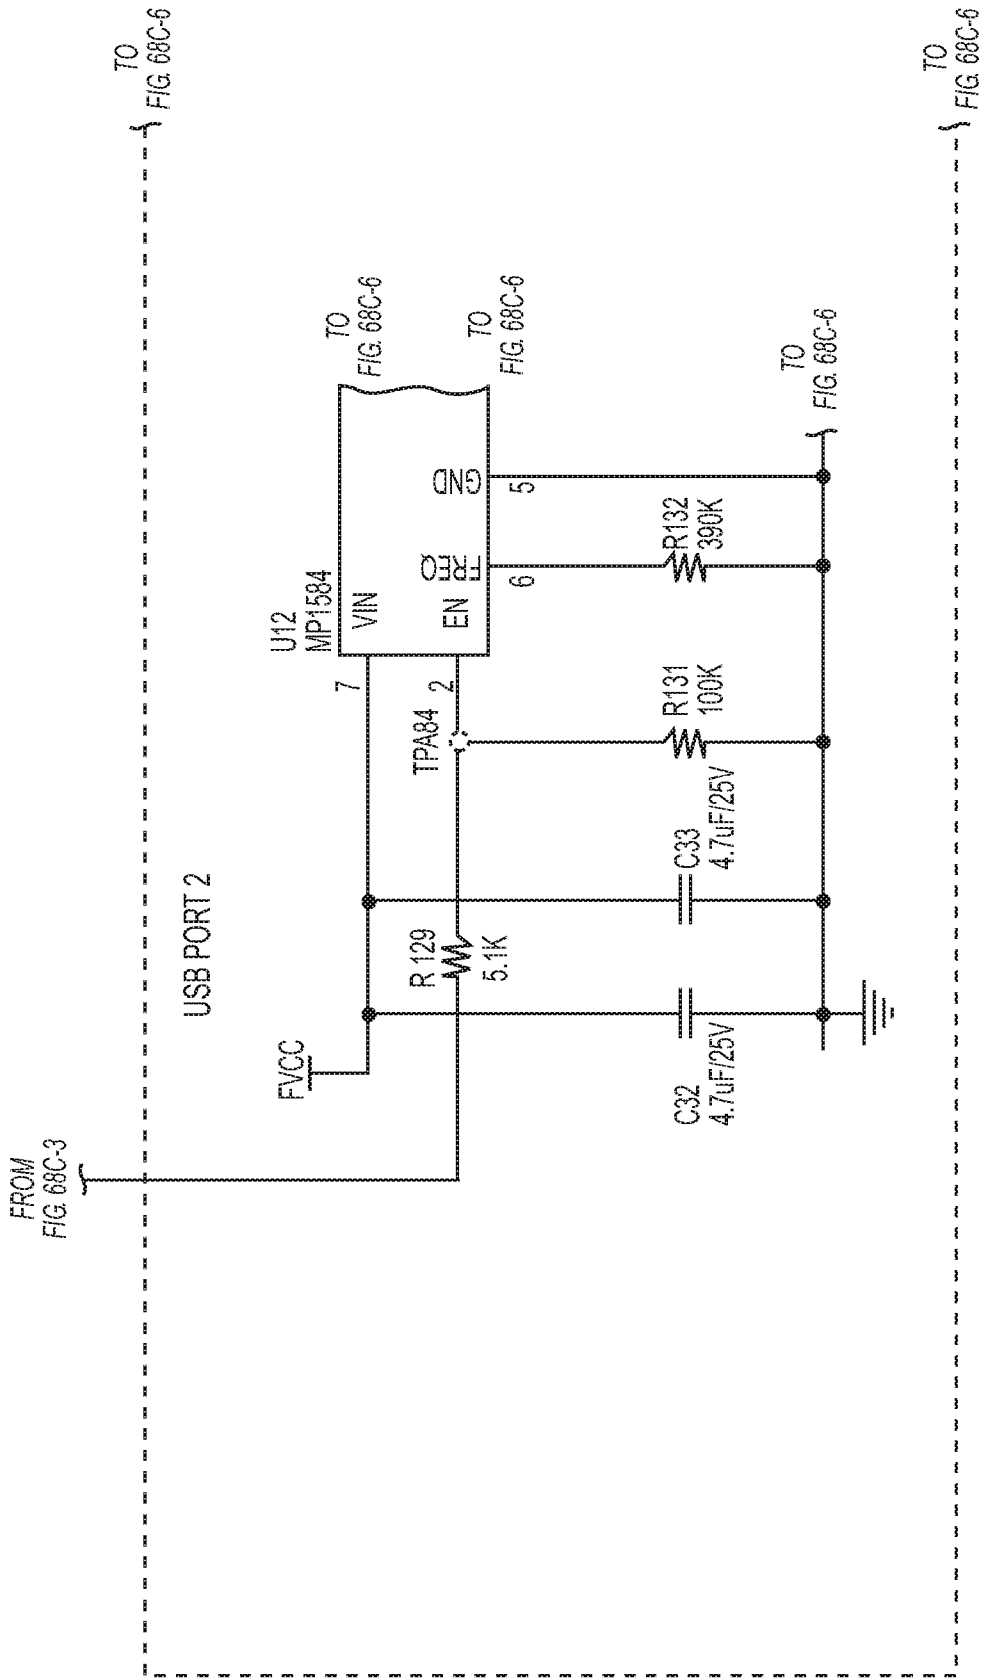 FROM
FIG. 68C-3
TO
FIG. 68C-6
USB PORT 2
FVCC
U12
MP1584
7
VIN
TO
FIG. 68C-6
R 129
5.1K
TPA84
2
EN
FREQ
GND
TO
FIG. 68C-6
6
5
C32
4.7uF/25V
C33
4.7uF/25V
R131
100K
R132
390K
TO
FIG. 68C-6
TO
FIG. 68C-6